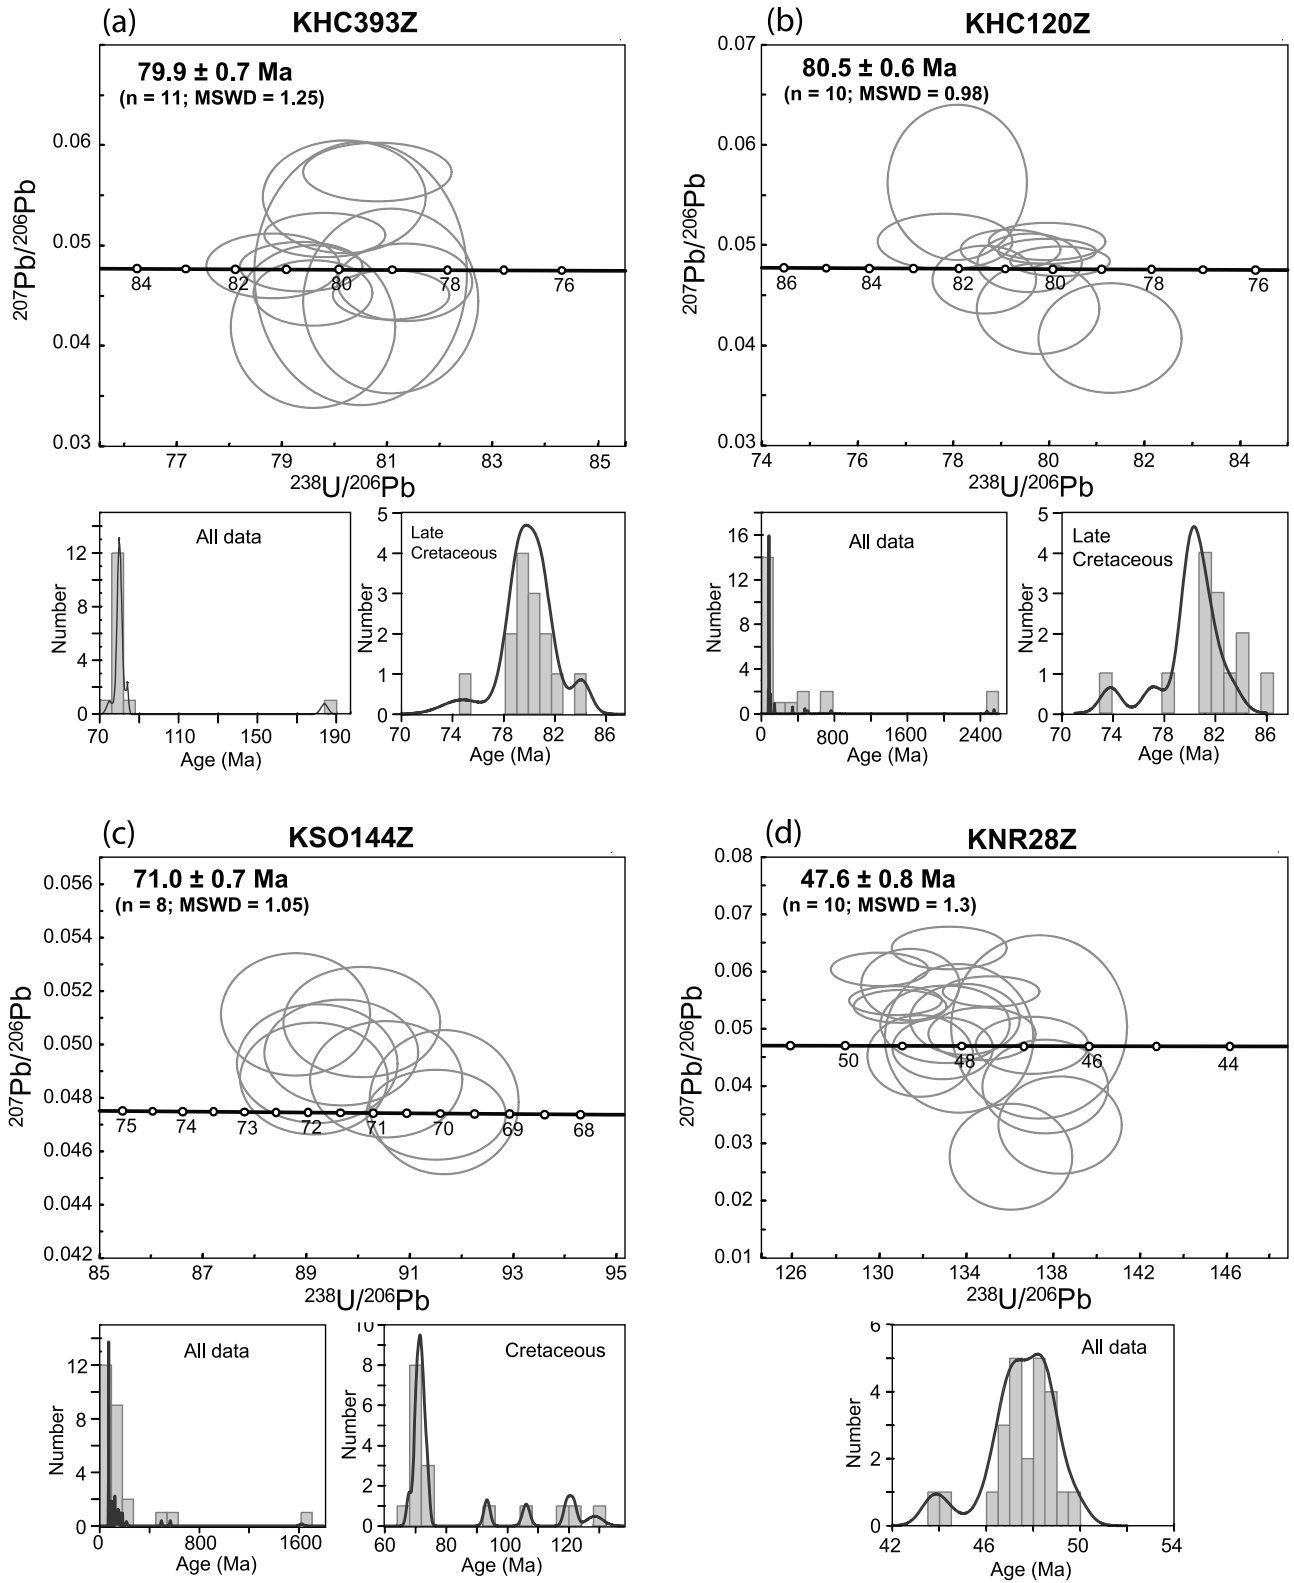 (a)
KHC393Z
79.9 ± 0.7 Ma
(n = 11; MSWD = 1.25)
207Pb/206Pb
0.06
0.05
0.04
0.03
84 82 80 78 76
77 79 81 83 85
238U/206Pb
All data
Number
12
8
4
0
70 110 150 190
Age (Ma)
Late
Cretaceous
Number
5
4
3
2
1
0
70 74 78 82 86
Age (Ma)
(b)
KHC120Z
80.5 ± 0.6 Ma
(n = 10; MSWD = 0.98)
207Pb/206Pb
0.07
0.06
0.05
0.04
0.03
86 84 82 80 78 76
74 76 78 80 82 84
238U/206Pb
All data
Number
16
12
8
4
0
0 800 1600 2400
Age (Ma)
Late
Cretaceous
Number
5
4
3
2
1
0
70 74 78 82 86
Age (Ma)
(c)
KSO144Z
71.0 ± 0.7 Ma
(n = 8; MSWD = 1.05)
207Pb/206Pb
0.056
0.054
0.052
0.050
0.048
0.046
0.044
0.042
75 74 73 72 71 70 69 68
85 87 89 91 93 95
238U/206Pb
All data
Number
12
8
4
0
0 800 1600
Age (Ma)
Cretaceous
Number
10
8
6
4
2
0
60 80 100 120
Age (Ma)
(d)
KNR28Z
47.6 ± 0.8 Ma
(n = 10; MSWD = 1.3)
207Pb/206Pb
0.08
0.07
0.06
0.05
0.04
0.03
0.02
0.01
50 48 46 44
126 130 134 138 142 146
238U/206Pb
All data
Number
6
4
2
0
42 46 50 54
Age (Ma)